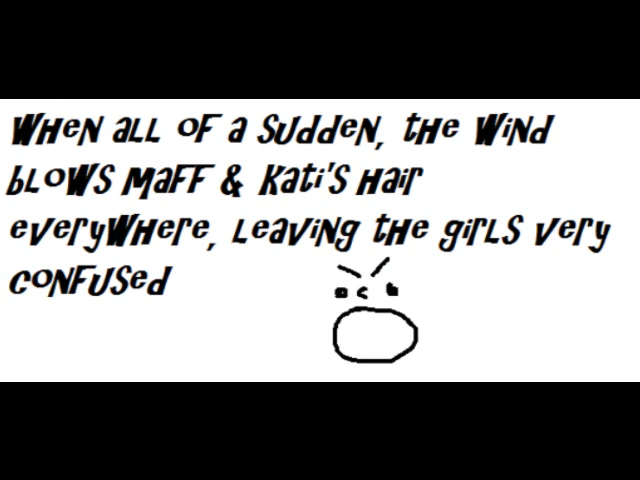 When all of a sudden, the wind
blows Maff & Kati's hair
everywhere, leaving the girls very
confused